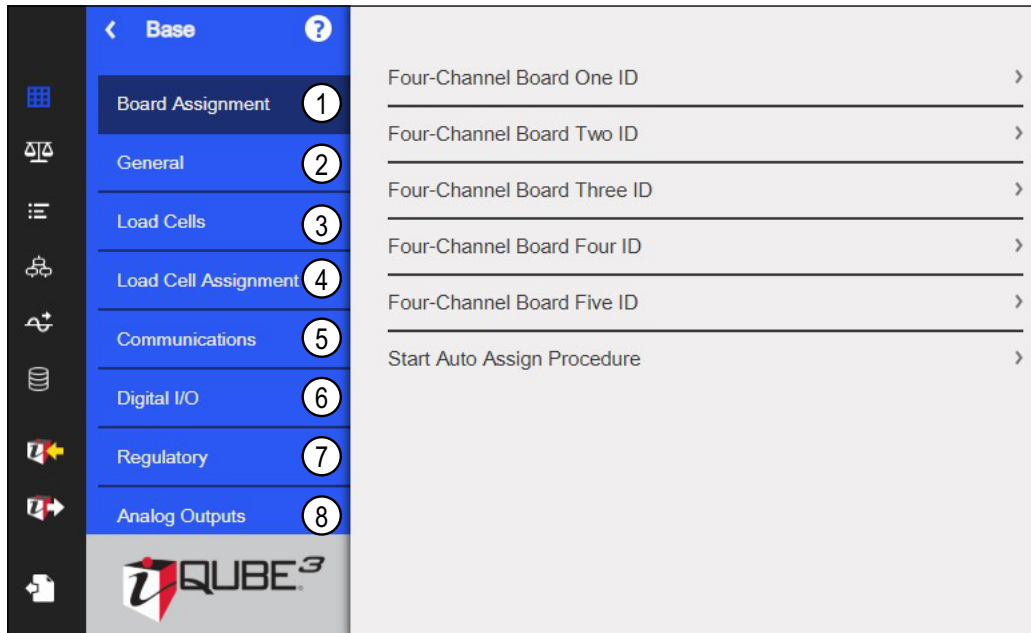 Base ?
Board Assignment 1
General 2
Load Cells 3
Load Cell Assignment 4
Communications 5
Digital I/O 6
Regulatory 7
Analog Outputs 8
iQUBE3
Four-Channel Board One ID
Four-Channel Board Two ID
Four-Channel Board Three ID
Four-Channel Board Four ID
Four-Channel Board Five ID
Start Auto Assign Procedure